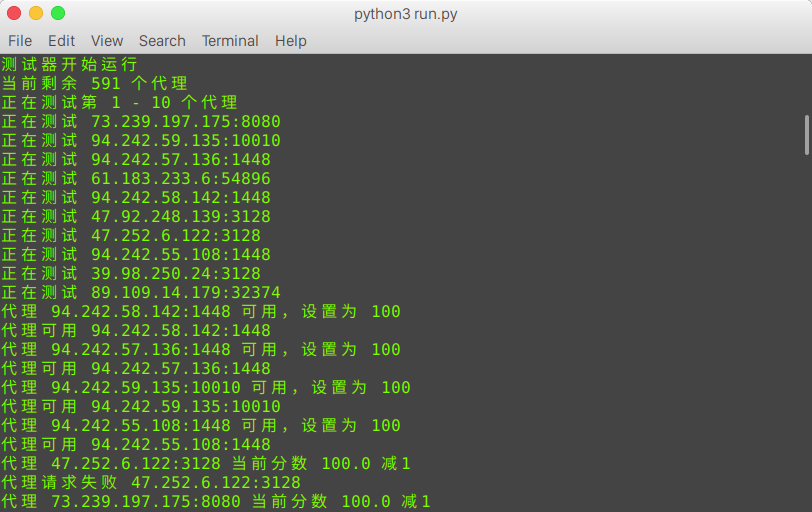 python3 run.py
File Edit View Search Terminal Help
测试器开始运行
当前剩余 591 个代理
正在测试第 1 - 10 个代理
正在测试 73.239.197.175:8080
正在测试 94.242.59.135:10010
正在测试 94.242.57.136:1448
正在测试 61.183.233.6:54896
正在测试 94.242.58.142:1448
正在测试 47.92.248.139:3128
正在测试 47.252.6.122:3128
正在测试 94.242.55.108:1448
正在测试 39.98.250.24:3128
正在测试 89.109.14.179:32374
代理 94.242.58.142:1448 可用，设置为 100
代理可用 94.242.58.142:1448
代理 94.242.57.136:1448 可用，设置为 100
代理可用 94.242.57.136:1448
代理 94.242.59.135:10010 可用，设置为 100
代理可用 94.242.59.135:10010
代理 94.242.55.108:1448 可用，设置为 100
代理可用 94.242.55.108:1448
代理 47.252.6.122:3128 当前分数 100.0 减1
代理请求失败 47.252.6.122:3128
代理 73.239.197.175:8080 当前分数 100.0 减1